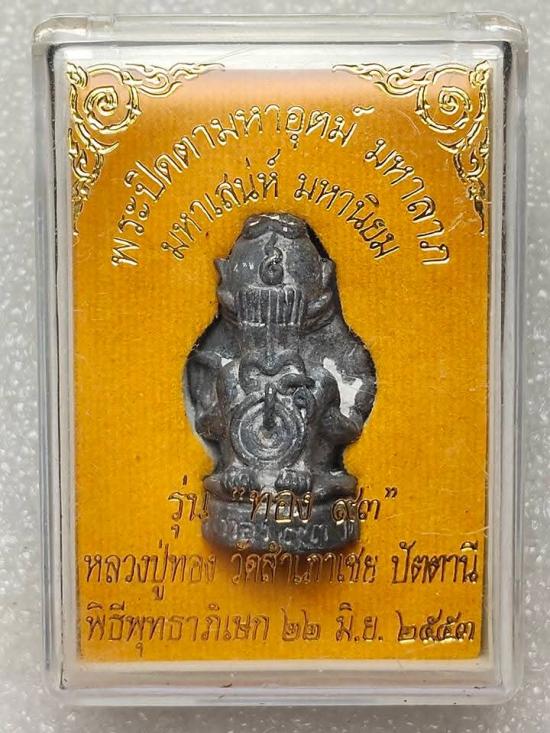 พระปิดตามหาอุตม์ มหาลาภ
มหาเสน่ห์ มหานิยม
รุ่น "ทอง ๙๓"
หลวงปู่ทอง วัดสำเภาเชย ปัตตานี
พิธีพุทธาภิเษก ๒๒ มิ.ย. ๒๕๕๓